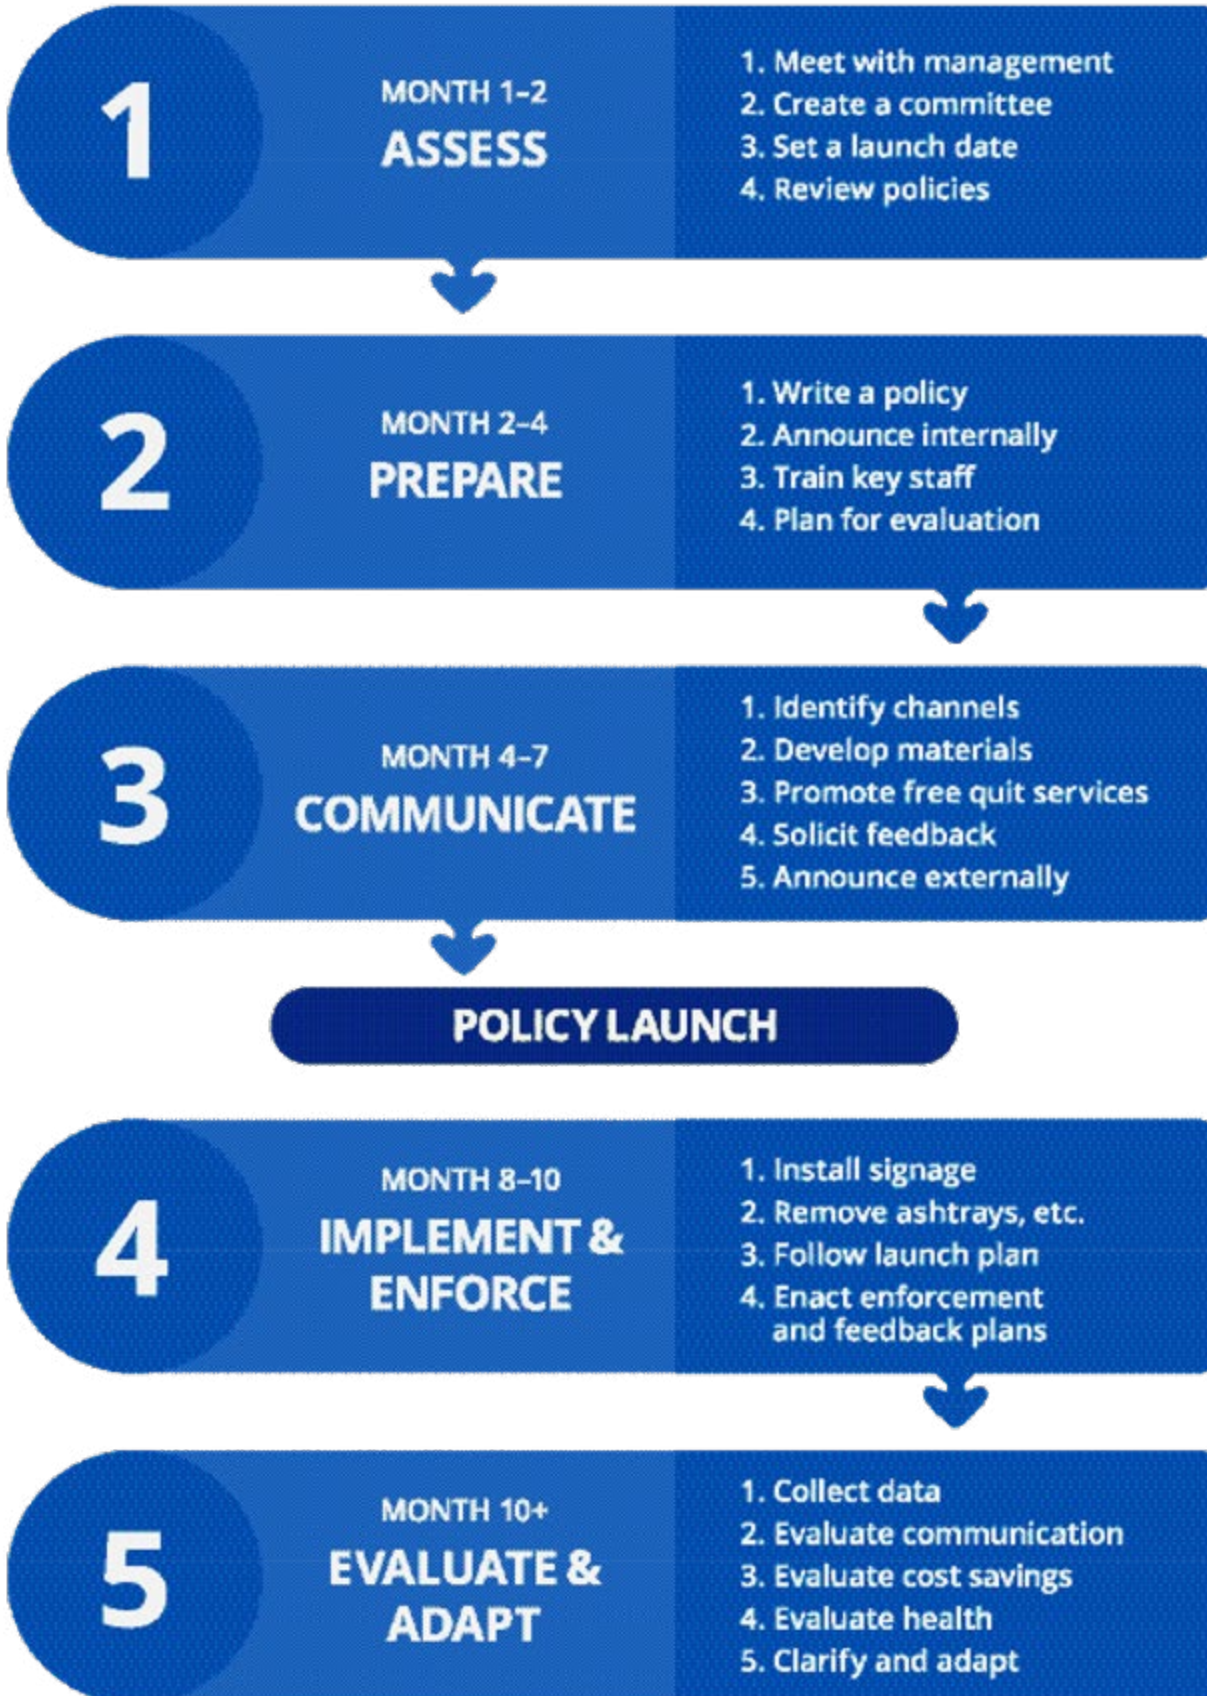 1
MONTH 1–2
ASSESS
1. Meet with management
2. Create a committee
3. Set a launch date
4. Review policies
2
MONTH 2–4
PREPARE
1. Write a policy
2. Announce internally
3. Train key staff
4. Plan for evaluation
3
MONTH 4–7
COMMUNICATE
1. Identify channels
2. Develop materials
3. Promote free quit services
4. Solicit feedback
5. Announce externally
POLICY LAUNCH
4
MONTH 8–10
IMPLEMENT &
ENFORCE
1. Install signage
2. Remove ashtrays, etc.
3. Follow launch plan
4. Enact enforcement
and feedback plans
5
MONTH 10+
EVALUATE &
ADAPT
1. Collect data
2. Evaluate communication
3. Evaluate cost savings
4. Evaluate health
5. Clarify and adapt